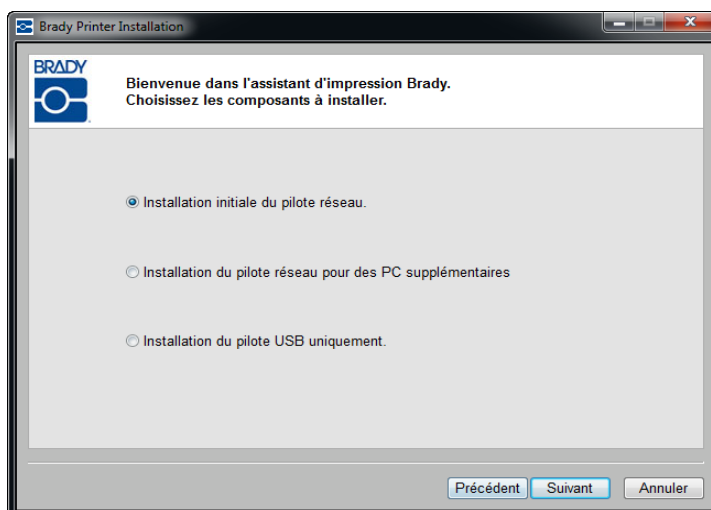 Brady Printer Installation
BRADY
Bienvenue dans l'assistant d'impression Brady.
Choisissez les composants à installer.
Installation initiale du pilote réseau.
Installation du pilote réseau pour des PC supplémentaires
Installation du pilote USB uniquement.
Précédent
Suivant
Annuler